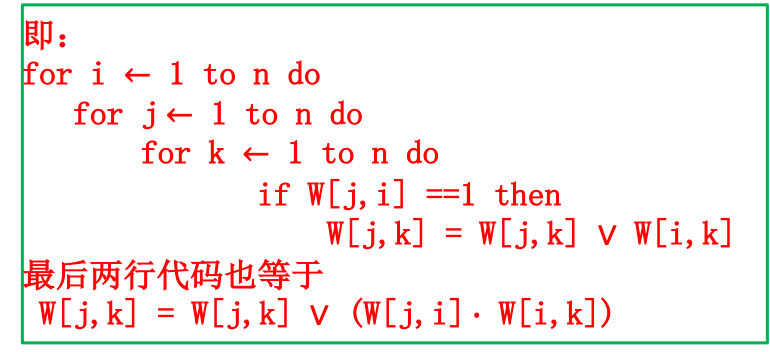 即：
for i ← 1 to n do
for j← 1 to n do
for k ← 1 to n do
if W[j,i] ==1 then
W[j,k] = W[j,k] ∨ W[i,k]
最后两行代码也等于
W[j,k] = W[j,k] ∨ (W[j,i]· W[i,k])